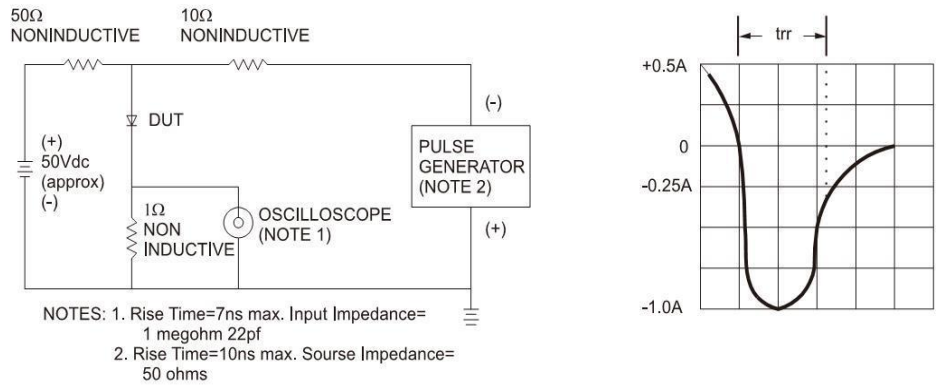 50Ω
NONINDUCTIVE
10Ω
NONINDUCTIVE
DUT
(+)
50Vdc
(approx)
(-)
1Ω
NON
INDUCTIVE
OSCILLOSCOPE
(NOTE 1)
(-)
PULSE
GENERATOR
(NOTE 2)
(+)
NOTES: 1. Rise Time=7ns max. Input Impedance=
1 megohm 22pf
2. Rise Time=10ns max. Sourse Impedance=
50 ohms
trr
+0.5A
0
-0.25A
-1.0A